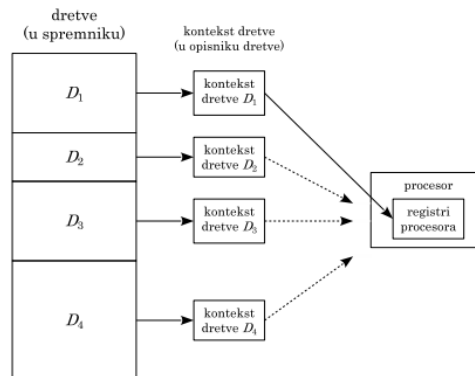 dretve
(u spremniku)
kontekst dretve
(u opisniku dretve)
D₁
kontekst
dretve D₁
D₂
kontekst
dretve D₂
procesor
registri
procesora
D₃
kontekst
dretve D₃
D₄
kontekst
dretve D₄